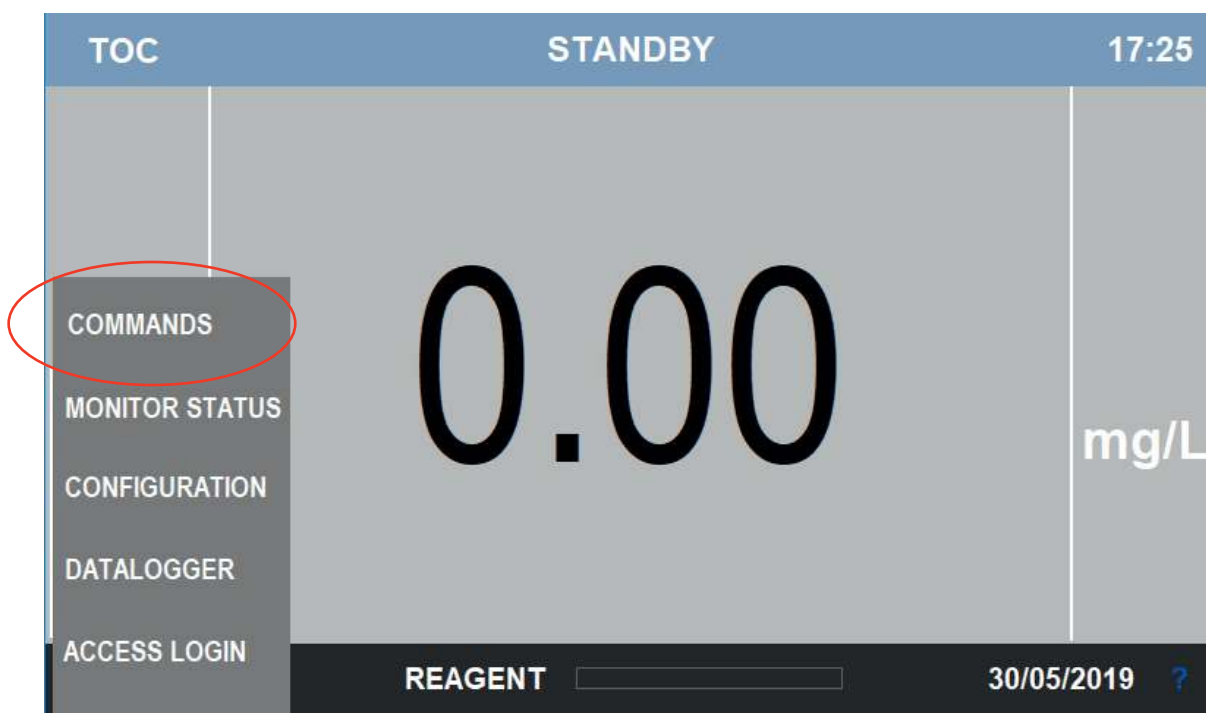 TOC STANDBY 17:25
0.00
mg/L
COMMANDS
MONITOR STATUS
CONFIGURATION
DATALOGGER
ACCESS LOGIN
REAGENT 30/05/2019 ?